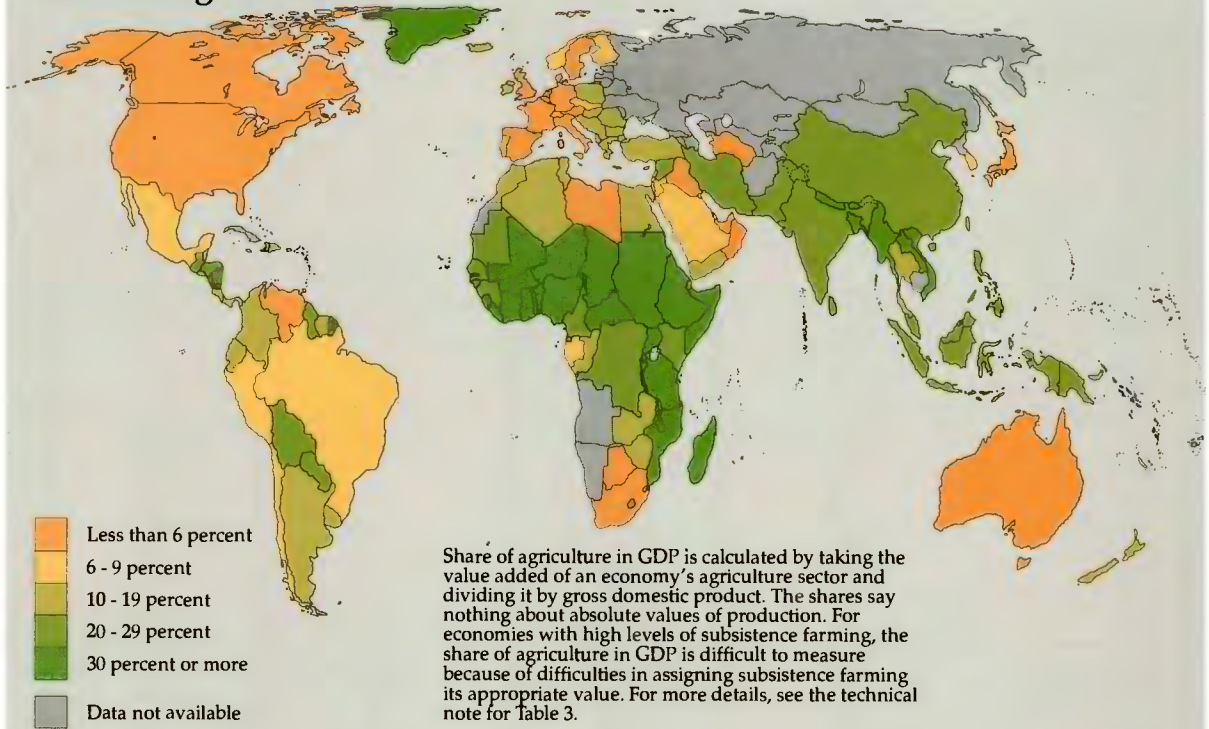 Less than 6 percent
6 - 9 percent
10 - 19 percent
20 - 29 percent
30 percent or more
Data not available
Share of agriculture in GDP is calculated by taking the
value added of an economy's agriculture sector and
dividing it by gross domestic product. The shares say
nothing about absolute values of production. For
economies with high levels of subsistence farming, the
share of agriculture in GDP is difficult to measure
because of difficulties in assigning subsistence farming
its appropriate value. For more details, see the technical
note for Table 3.